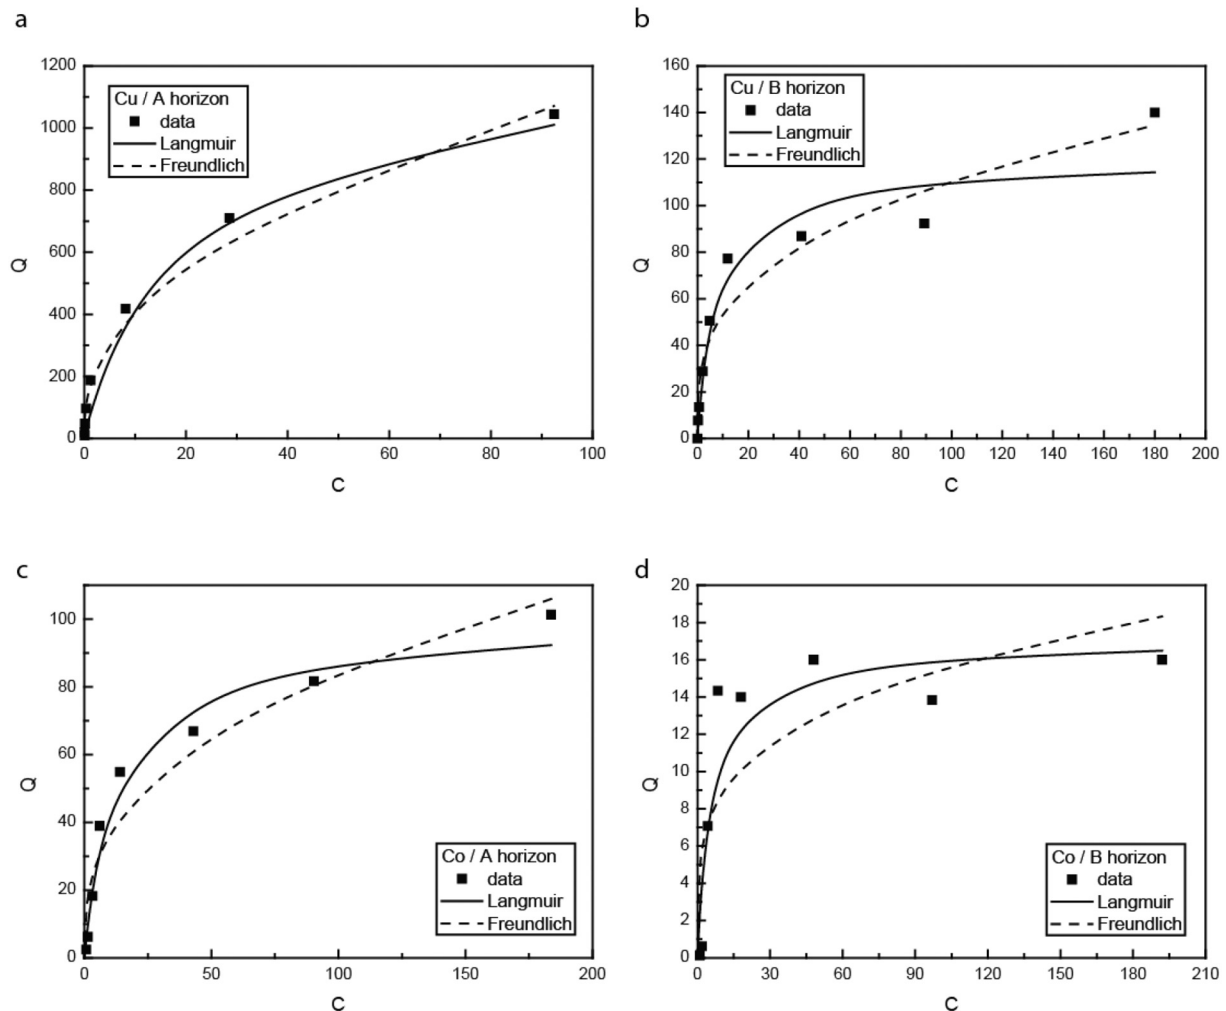 a
1200
1000
800
600
400
200
0
Q
Cu / A horizon
data
Langmuir
Freundlich
0 20 40 60 80 100
C
b
160
140
120
100
80
60
40
20
0
Q
Cu / B horizon
data
Langmuir
Freundlich
0 20 40 60 80 100 120 140 160 180 200
C
c
100
80
60
40
20
0
Q
Co / A horizon
data
Langmuir
Freundlich
0 50 100 150 200
C
d
20
18
16
14
12
10
8
6
4
2
0
Q
Co / B horizon
data
Langmuir
Freundlich
0 30 60 90 120 150 180 210
C